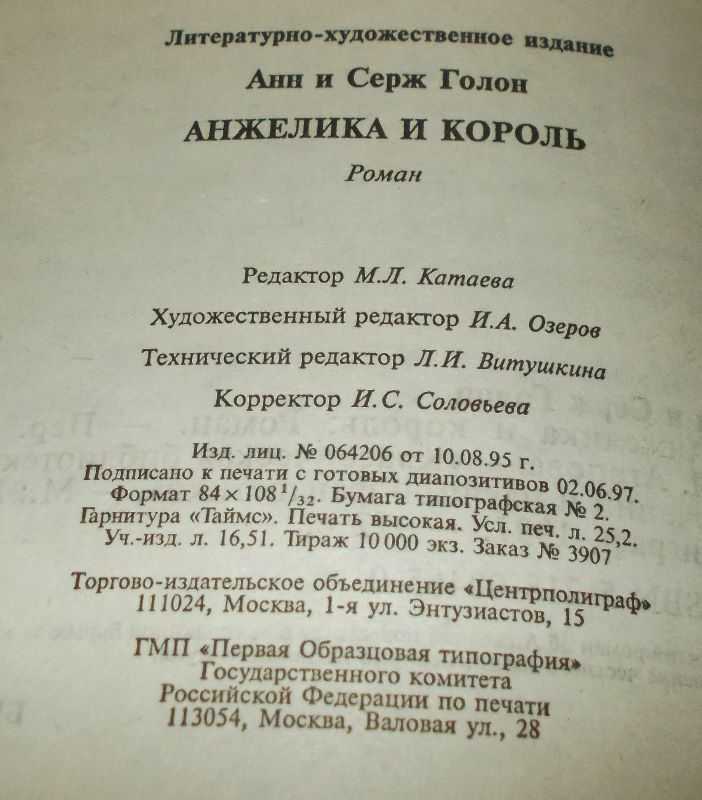 Литературно-художественное издание
Анн и Серж Голон
АНЖЕЛИКА И КОРОЛЬ
Роман
Редактор М.Л. Катаева
Художественный редактор И.А. Озеров
Технический редактор Л.И. Витушкина
Корректор И.С. Соловьева
Изд. лиц. № 064206 от 10.08.95 г.
Подписано к печати с готовых диапозитивов 02.06.97.
Формат 84×108 1/32. Бумага типографская № 2.
Гарнитура «Таймс». Печать высокая. Усл. печ. л. 25,2.
Уч.-изд. л. 16,51. Тираж 10 000 экз. Заказ № 3907
Торгово-издательское объединение «Центрполиграф»
111024, Москва, 1-я ул. Энтузиастов, 15
ГМП «Первая Образцовая типография»
Государственного комитета
Российской Федерации по печати
113054, Москва, Валовая ул., 28